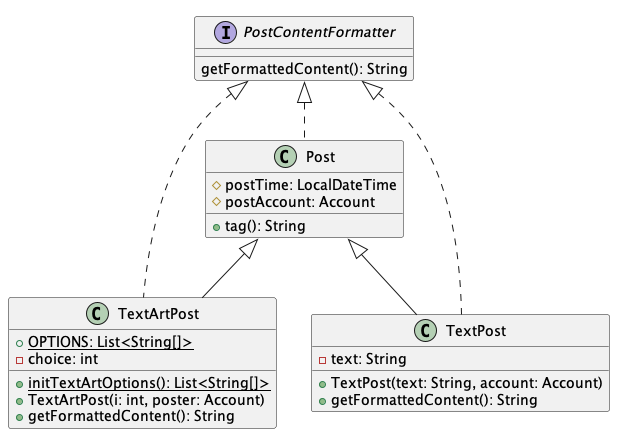 I PostContentFormatter
getFormattedContent(): String
C Post
postTime: LocalDateTime
postAccount: Account
tag(): String
C TextArtPost
OPTIONS: List<String[]>
choice: int
initTextArtOptions(): List<String[]>
TextArtPost(i: int, poster: Account)
getFormattedContent(): String
C TextPost
text: String
TextPost(text: String, account: Account)
getFormattedContent(): String